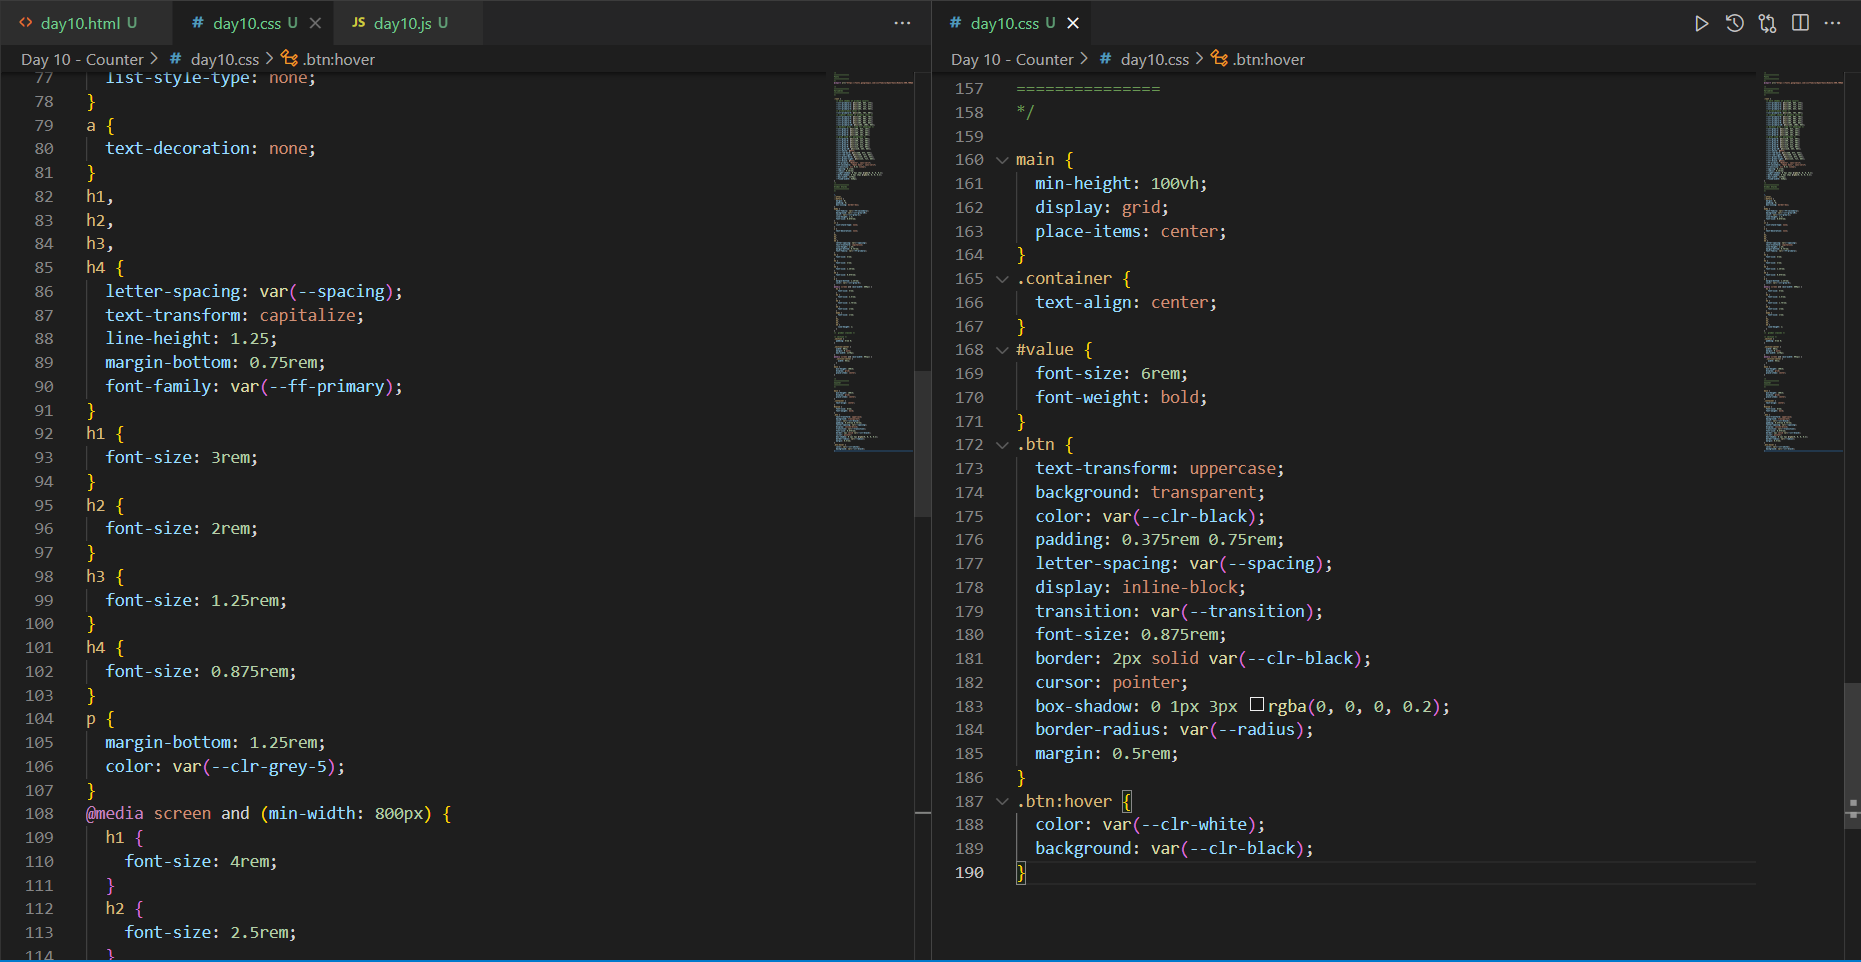 day10.html U
# day10.css U
JS day10.js U
Day 10 - Counter > # day10.css > .btn:hover
77 list-style-type: none;
78 }
79 a {
80 text-decoration: none;
81 }
82 h1,
83 h2,
84 h3,
85 h4 {
86 letter-spacing: var(--spacing);
87 text-transform: capitalize;
88 line-height: 1.25;
89 margin-bottom: 0.75rem;
90 font-family: var(--ff-primary);
91 }
92 h1 {
93 font-size: 3rem;
94 }
95 h2 {
96 font-size: 2rem;
97 }
98 h3 {
99 font-size: 1.25rem;
100 }
101 h4 {
102 font-size: 0.875rem;
103 }
104 p {
105 margin-bottom: 1.25rem;
106 color: var(--clr-grey-5);
107 }
108 @media screen and (min-width: 800px) {
109 h1 {
110 font-size: 4rem;
111 }
112 h2 {
113 font-size: 2.5rem;
114 }
# day10.css U
Day 10 - Counter > # day10.css > .btn:hover
157 ===============
158 */
159
160 main {
161 min-height: 100vh;
162 display: grid;
163 place-items: center;
164 }
165 .container {
166 text-align: center;
167 }
168 #value {
169 font-size: 6rem;
170 font-weight: bold;
171 }
172 .btn {
173 text-transform: uppercase;
174 background: transparent;
175 color: var(--clr-black);
176 padding: 0.375rem 0.75rem;
177 letter-spacing: var(--spacing);
178 display: inline-block;
179 transition: var(--transition);
180 font-size: 0.875rem;
181 border: 2px solid var(--clr-black);
182 cursor: pointer;
183 box-shadow: 0 1px 3px rgba(0, 0, 0, 0.2);
184 border-radius: var(--radius);
185 margin: 0.5rem;
186 }
187 .btn:hover {
188 color: var(--clr-white);
189 background: var(--clr-black);
190 }